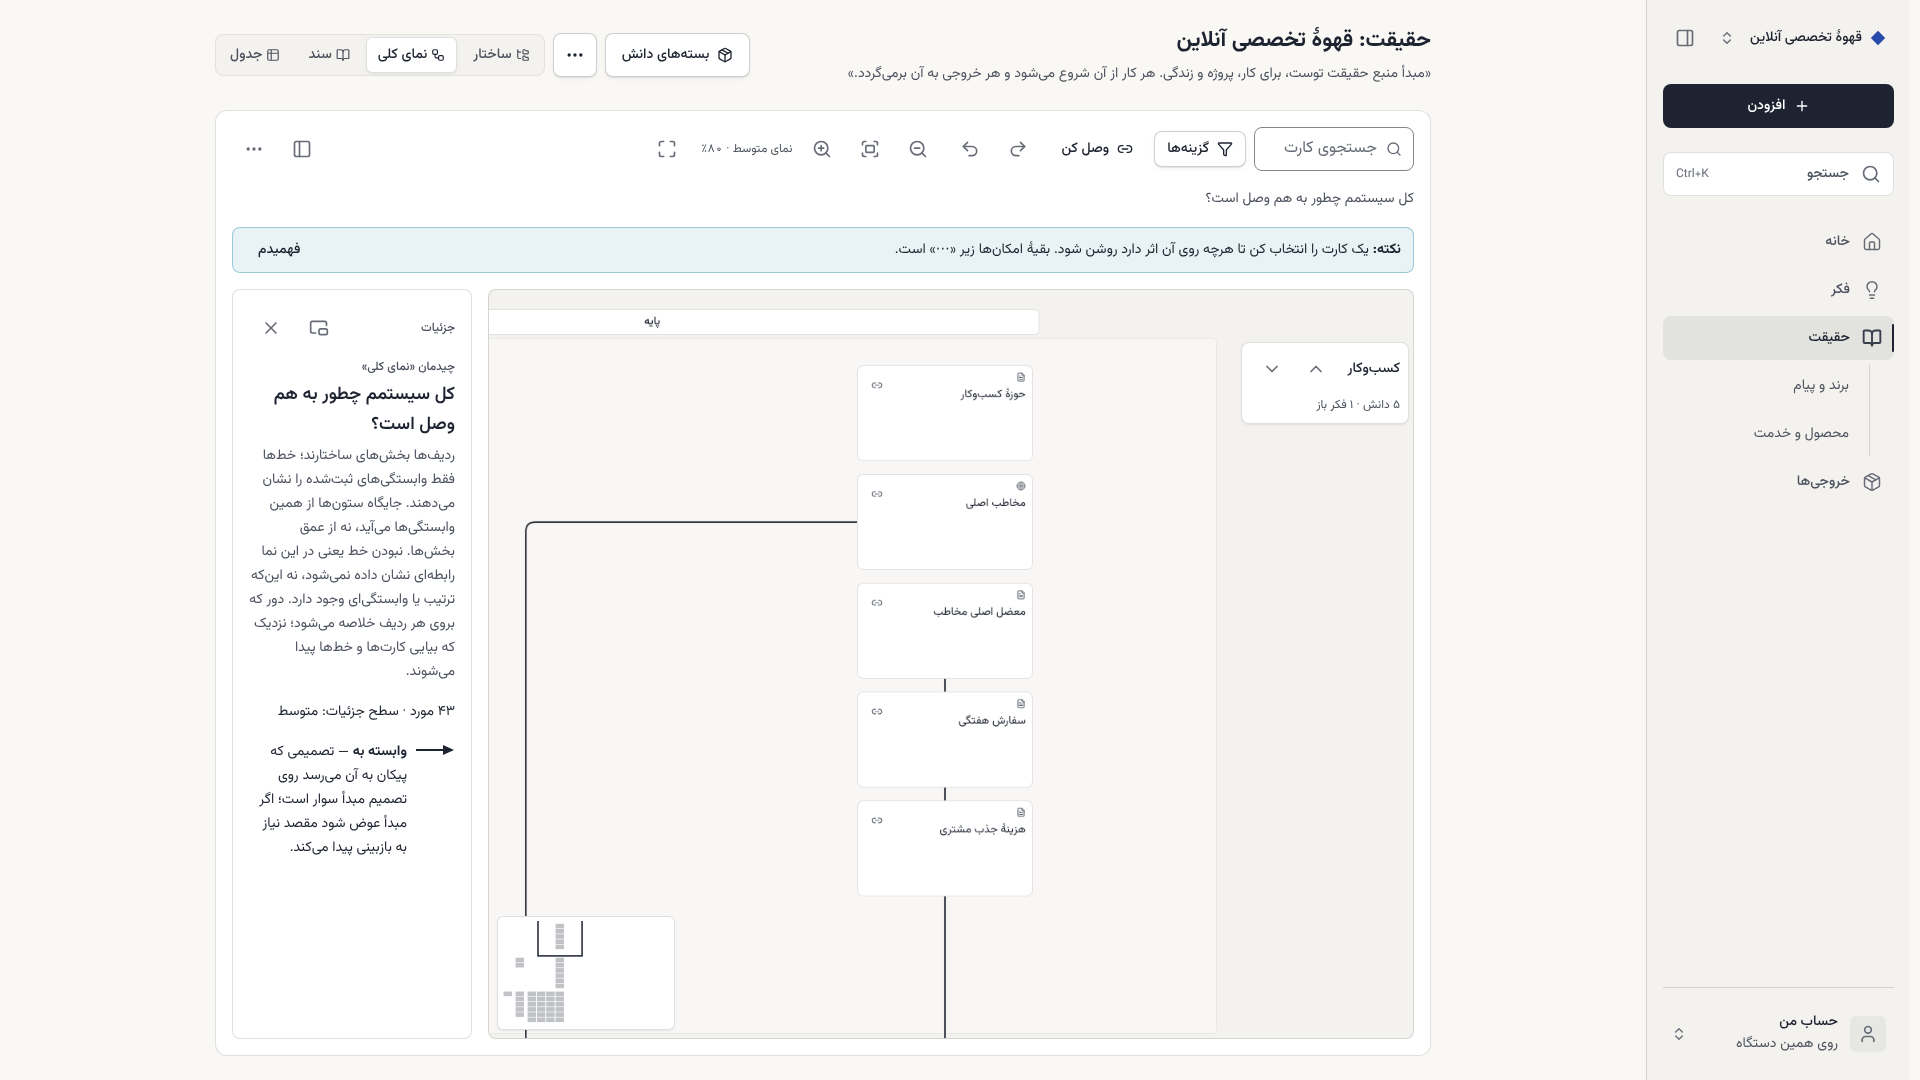 قهوهٔ تخصصی آنلاین
افزودن
جستجو
Ctrl+K
خانه
فکر
حقیقت
برند و پیام
محصول و خدمت
خروجی‌ها
حساب من
روی همین دستگاه
حقیقت: قهوهٔ تخصصی آنلاین
«مبدأ منبع حقیقت توست، برای کار، پروژه و زندگی. هر کار از آن شروع می‌شود و هر خروجی به آن برمی‌گردد.»
بسته‌های دانش
ساختار
نمای کلی
سند
جدول
جستجوی کارت
گزینه‌ها
وصل کن
نمای متوسط · ۸۰٪
کل سیستمم چطور به هم وصل است؟
نکته: یک کارت را انتخاب کن تا هرچه روی آن اثر دارد روشن شود. بقیهٔ امکان‌ها زیر «⋯» است.
فهمیدم
پایه
کسب‌وکار
۵ دانش · ۱ فکر باز
حوزهٔ کسب‌وکار
مخاطب اصلی
معضل اصلی مخاطب
سفارش هفتگی
هزینهٔ جذب مشتری
جزئیات
چیدمان «نمای کلی»
کل سیستمم چطور به هم
وصل است؟
ردیف‌ها بخش‌های ساختارند؛ خط‌ها
فقط وابستگی‌های ثبت‌شده را نشان
می‌دهند. جایگاه ستون‌ها از همین
وابستگی‌ها می‌آید، نه از عمق
بخش‌ها. نبودن خط یعنی در این نما
رابطه‌ای نشان داده نمی‌شود، نه این‌که
ترتیب یا وابستگی‌ای وجود دارد. دور که
بروی هر ردیف خلاصه می‌شود؛ نزدیک
که بیایی کارت‌ها و خط‌ها پیدا
می‌شوند.
۴۳ مورد · سطح جزئیات: متوسط
وابسته به — تصمیمی که
پیکان به آن می‌رسد روی
تصمیم مبدأ سوار است؛ اگر
مبدأ عوض شود مقصد نیاز
به بازبینی پیدا می‌کند.